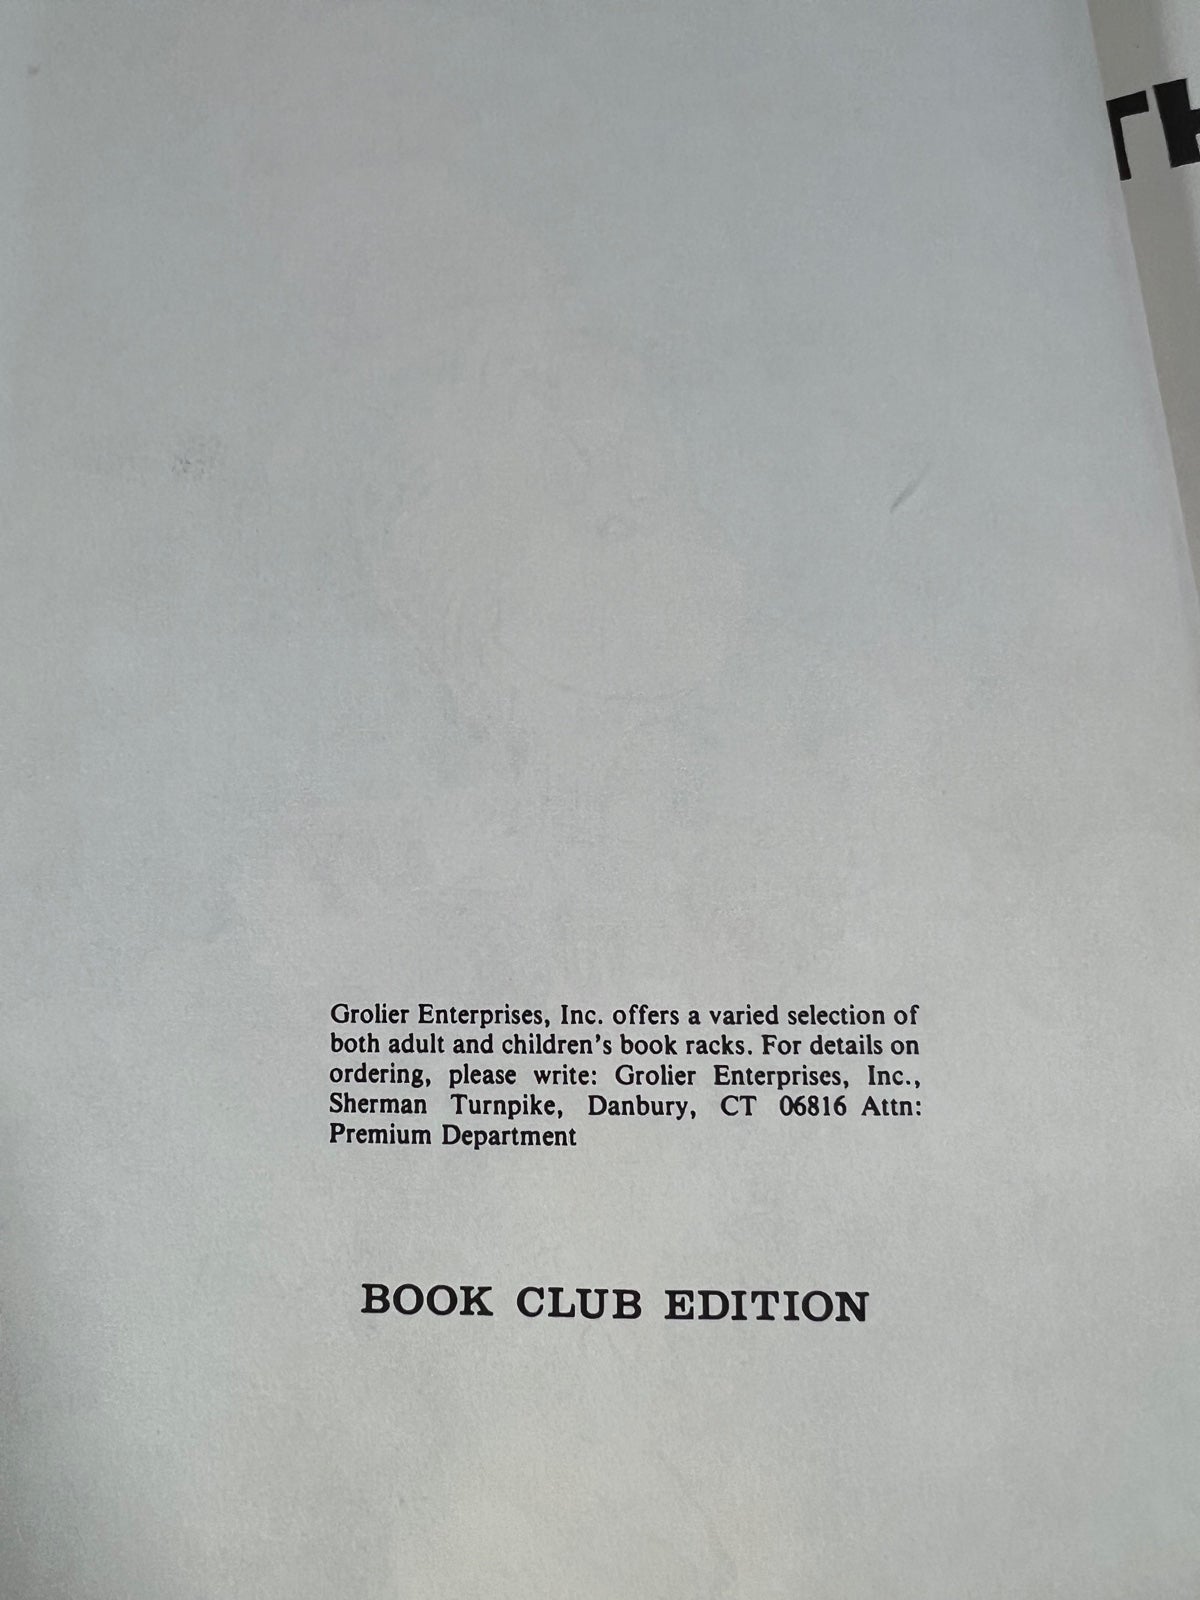 TH
Grolier Enterprises, Inc. offers a varied selection of
both adult and children's book racks. For details on
ordering, please write: Grolier Enterprises, Inc.,
Sherman Turnpike, Danbury, CT 06816 Attn:
Premium Department
BOOK CLUB EDITION